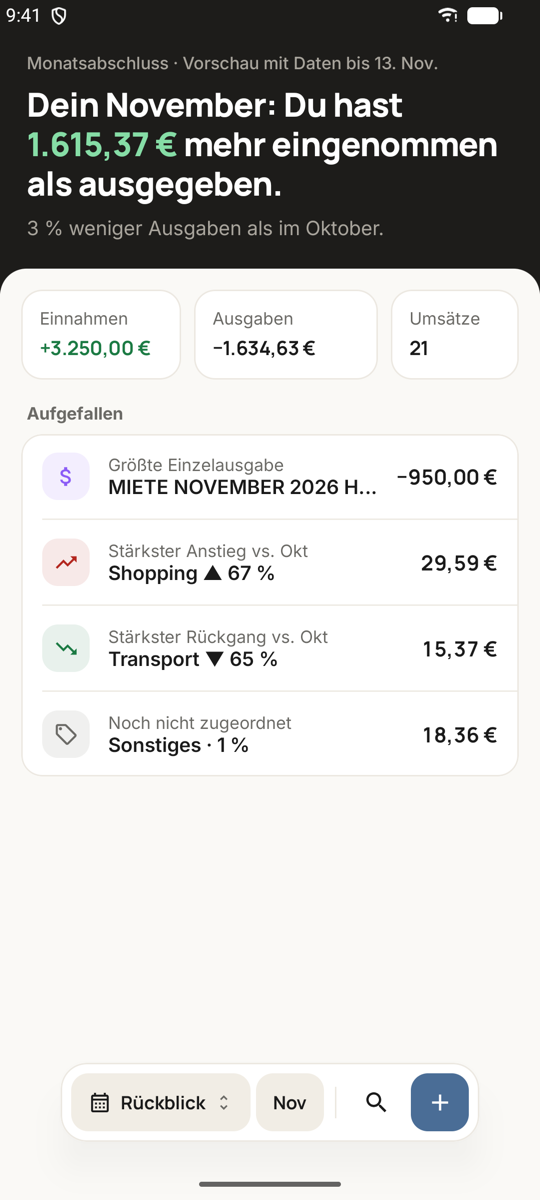 9:41
Monatsabschluss · Vorschau mit Daten bis 13. Nov.
Dein November: Du hast
1.615,37 € mehr eingenommen
als ausgegeben.
3 % weniger Ausgaben als im Oktober.
Einnahmen
+3.250,00 €
Ausgaben
−1.634,63 €
Umsätze
21
Aufgefallen
Größte Einzelausgabe
MIETE NOVEMBER 2026 H...
−950,00 €
Stärkster Anstieg vs. Okt
Shopping ▲ 67 %
29,59 €
Stärkster Rückgang vs. Okt
Transport ▼ 65 %
15,37 €
Noch nicht zugeordnet
Sonstiges · 1 %
18,36 €
Rückblick
Nov